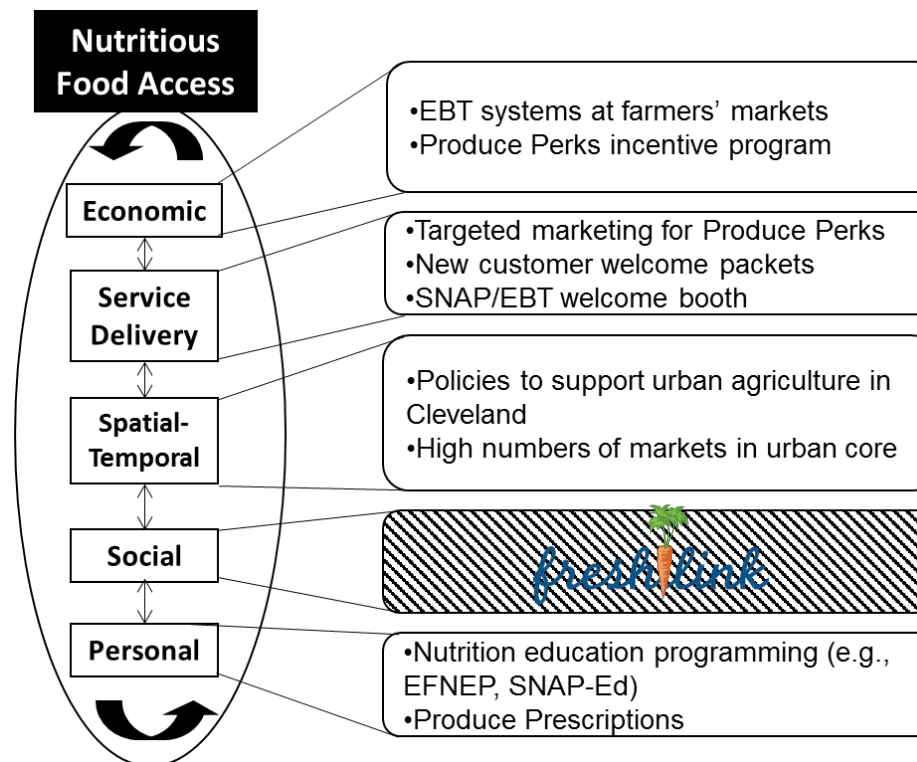 Nutritious
Food Access
Economic
•EBT systems at farmers’ markets
•Produce Perks incentive program
Service
Delivery
•Targeted marketing for Produce Perks
•New customer welcome packets
•SNAP/EBT welcome booth
Spatial-
Temporal
•Policies to support urban agriculture in
Cleveland
•High numbers of markets in urban core
Social
freshlink
Personal
•Nutrition education programming (e.g.,
EFNEP, SNAP-Ed)
•Produce Prescriptions